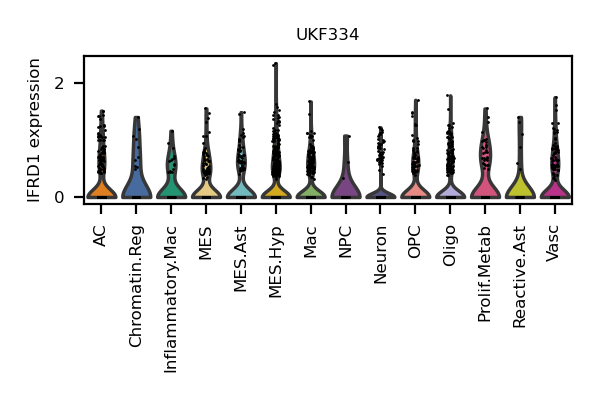 UKF334
IFRD1 expression
2
0
AC
Chromatin.Reg
Inflammatory.Mac
MES
MES.Ast
MES.Hyp
Mac
NPC
Neuron
OPC
Oligo
Prolif.Metab
Reactive.Ast
Vasc